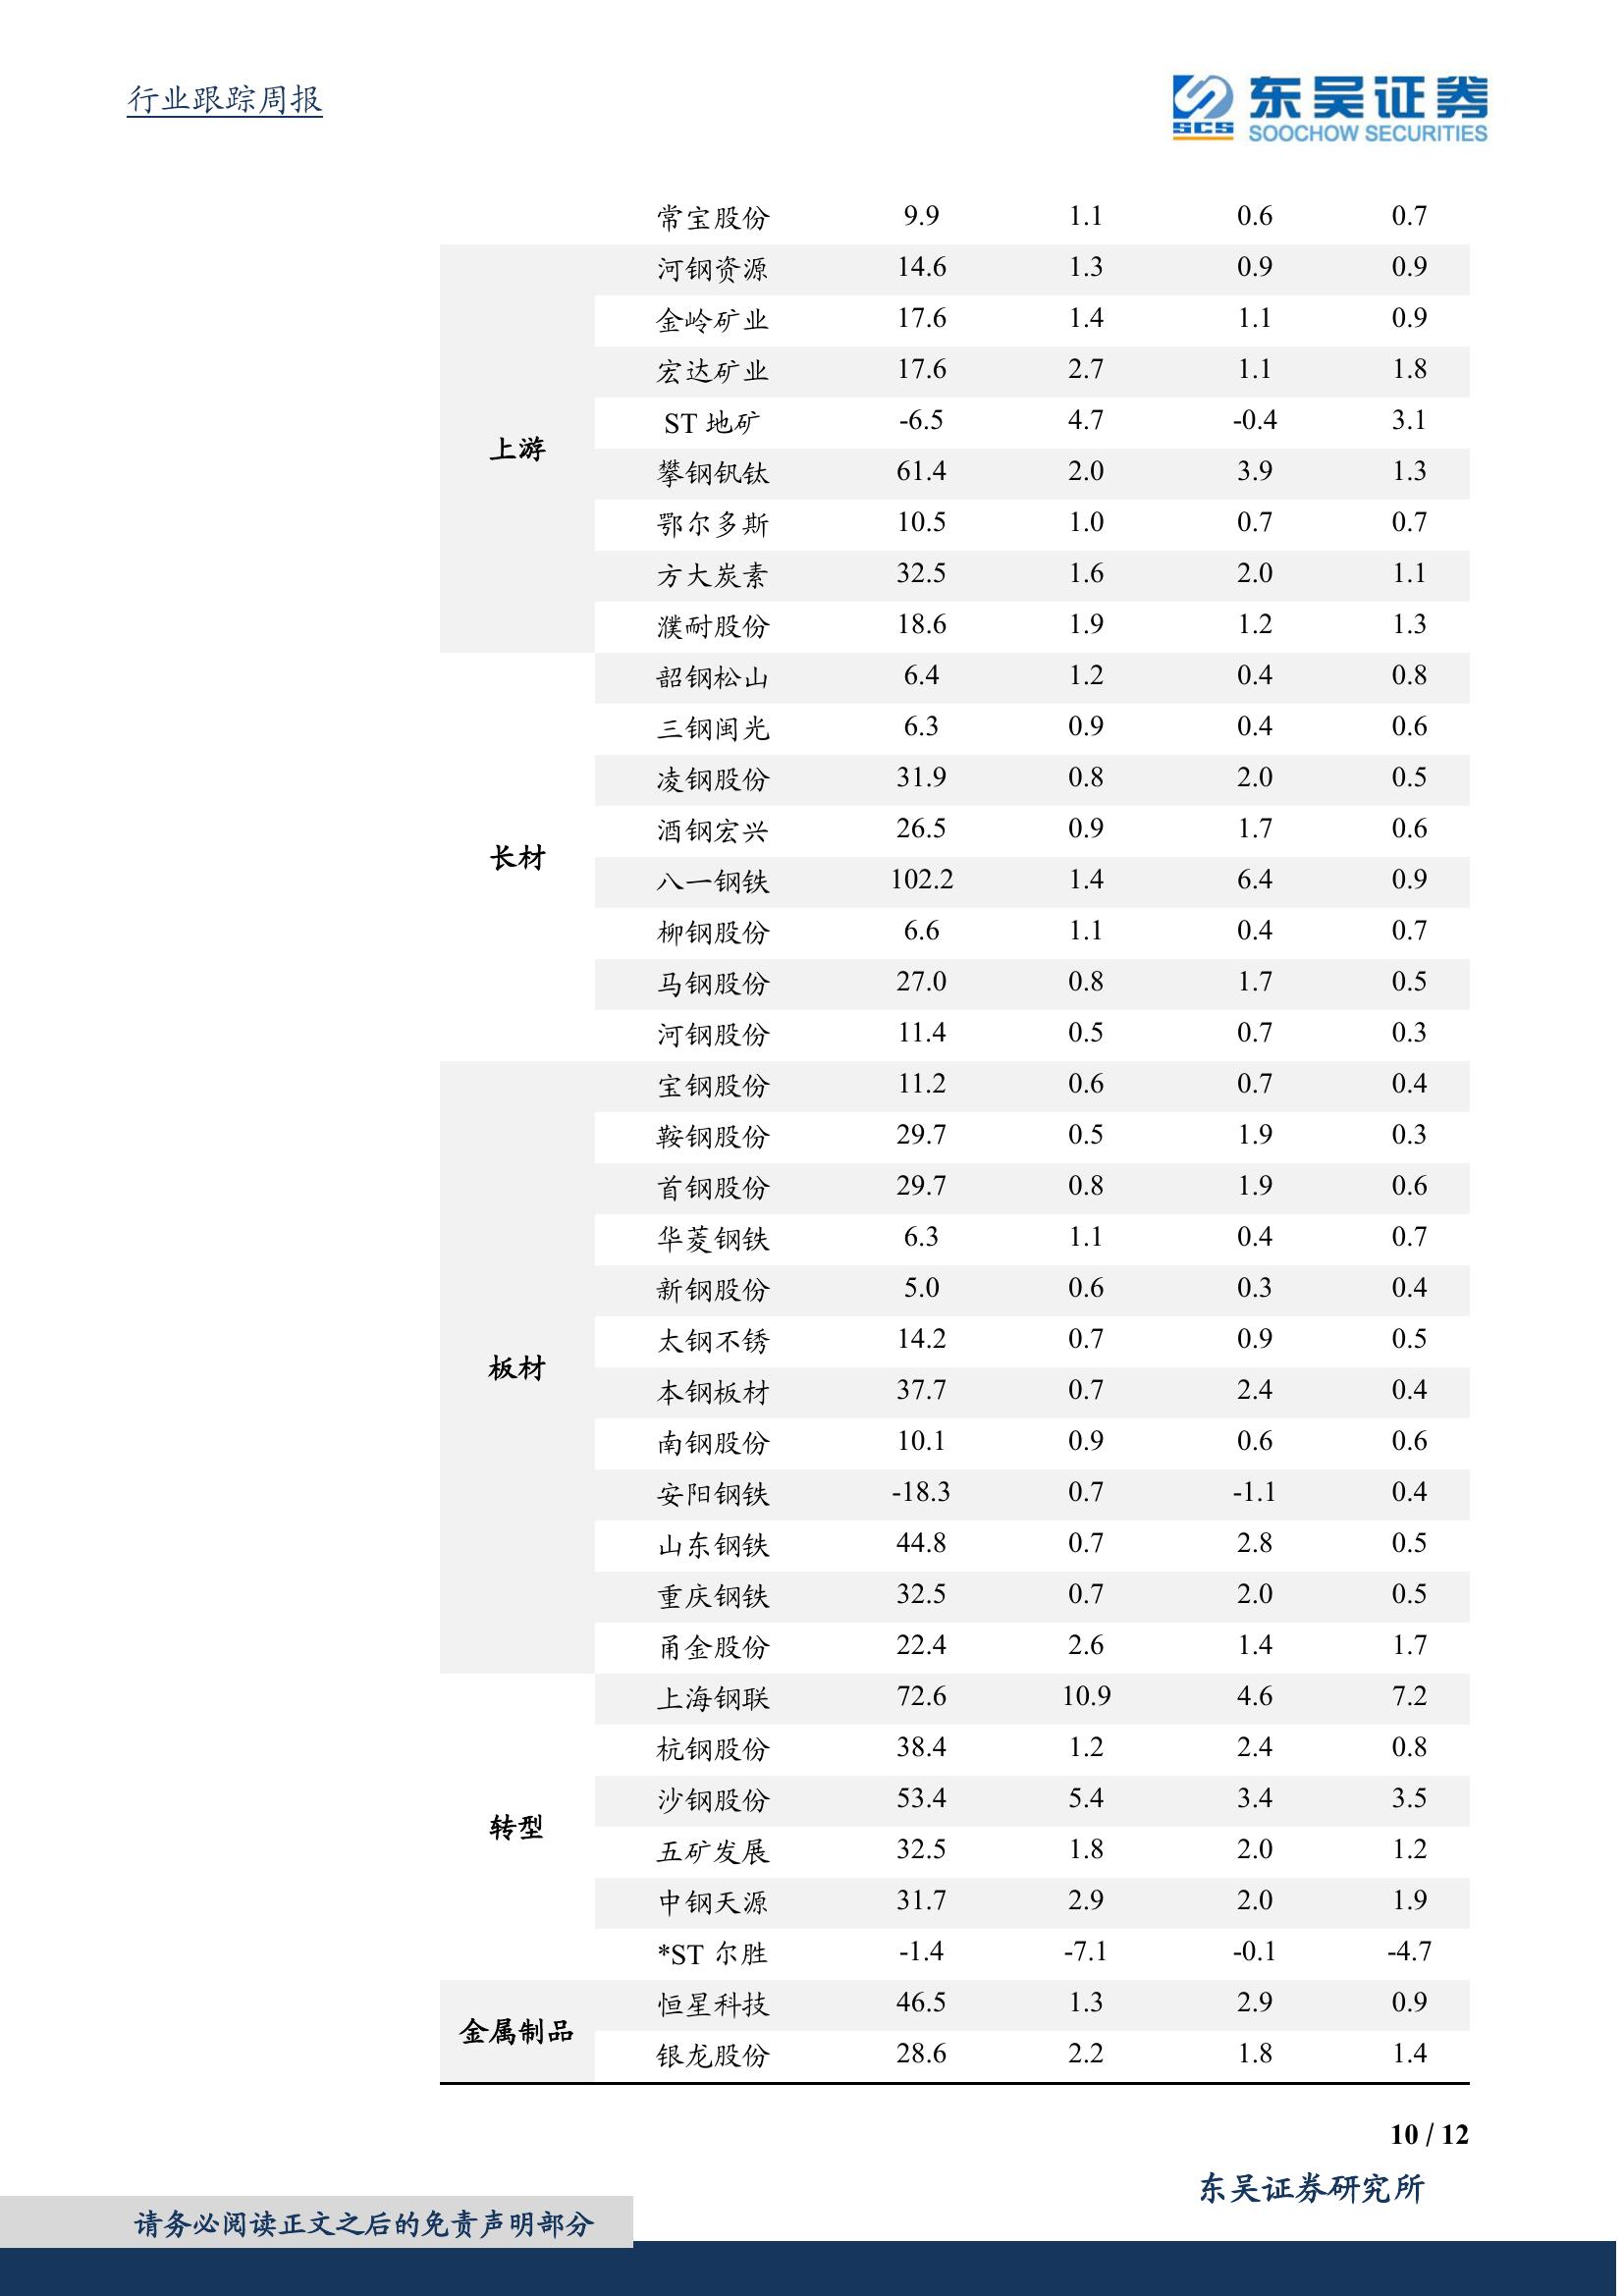 行业跟踪周报
东吴证券
SCS
SOOCHOW SECURITIES
常宝股份 9.9 1.1 0.6 0.7
上游
河钢资源 14.6 1.3 0.9 0.9
金岭矿业 17.6 1.4 1.1 0.9
宏达矿业 17.6 2.7 1.1 1.8
ST 地矿 -6.5 4.7 -0.4 3.1
攀钢钒钛 61.4 2.0 3.9 1.3
鄂尔多斯 10.5 1.0 0.7 0.7
方大炭素 32.5 1.6 2.0 1.1
濮耐股份 18.6 1.9 1.2 1.3
长材
韶钢松山 6.4 1.2 0.4 0.8
三钢闽光 6.3 0.9 0.4 0.6
凌钢股份 31.9 0.8 2.0 0.5
酒钢宏兴 26.5 0.9 1.7 0.6
八一钢铁 102.2 1.4 6.4 0.9
柳钢股份 6.6 1.1 0.4 0.7
马钢股份 27.0 0.8 1.7 0.5
河钢股份 11.4 0.5 0.7 0.3
板材
宝钢股份 11.2 0.6 0.7 0.4
鞍钢股份 29.7 0.5 1.9 0.3
首钢股份 29.7 0.8 1.9 0.6
华菱钢铁 6.3 1.1 0.4 0.7
新钢股份 5.0 0.6 0.3 0.4
太钢不锈 14.2 0.7 0.9 0.5
本钢板材 37.7 0.7 2.4 0.4
南钢股份 10.1 0.9 0.6 0.6
安阳钢铁 -18.3 0.7 -1.1 0.4
山东钢铁 44.8 0.7 2.8 0.5
重庆钢铁 32.5 0.7 2.0 0.5
甬金股份 22.4 2.6 1.4 1.7
转型
上海钢联 72.6 10.9 4.6 7.2
杭钢股份 38.4 1.2 2.4 0.8
沙钢股份 53.4 5.4 3.4 3.5
五矿发展 32.5 1.8 2.0 1.2
中钢天源 31.7 2.9 2.0 1.9
*ST 尔胜 -1.4 -7.1 -0.1 -4.7
金属制品
恒星科技 46.5 1.3 2.9 0.9
银龙股份 28.6 2.2 1.8 1.4
10 / 12
东吴证券研究所
请务必阅读正文之后的免责声明部分